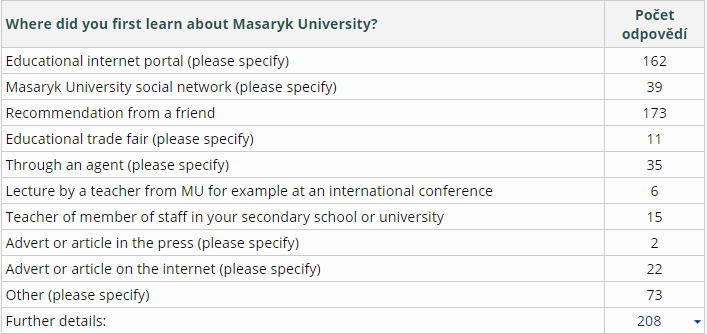 Where did you first learn about Masaryk University?
Počet odpovědí
Educational internet portal (please specify) 162
Masaryk University social network (please specify) 39
Recommendation from a friend 173
Educational trade fair (please specify) 11
Through an agent (please specify) 35
Lecture by a teacher from MU for example at an international conference 6
Teacher of member of staff in your secondary school or university 15
Advert or article in the press (please specify) 2
Advert or article on the internet (please specify) 22
Other (please specify) 73
Further details: 208